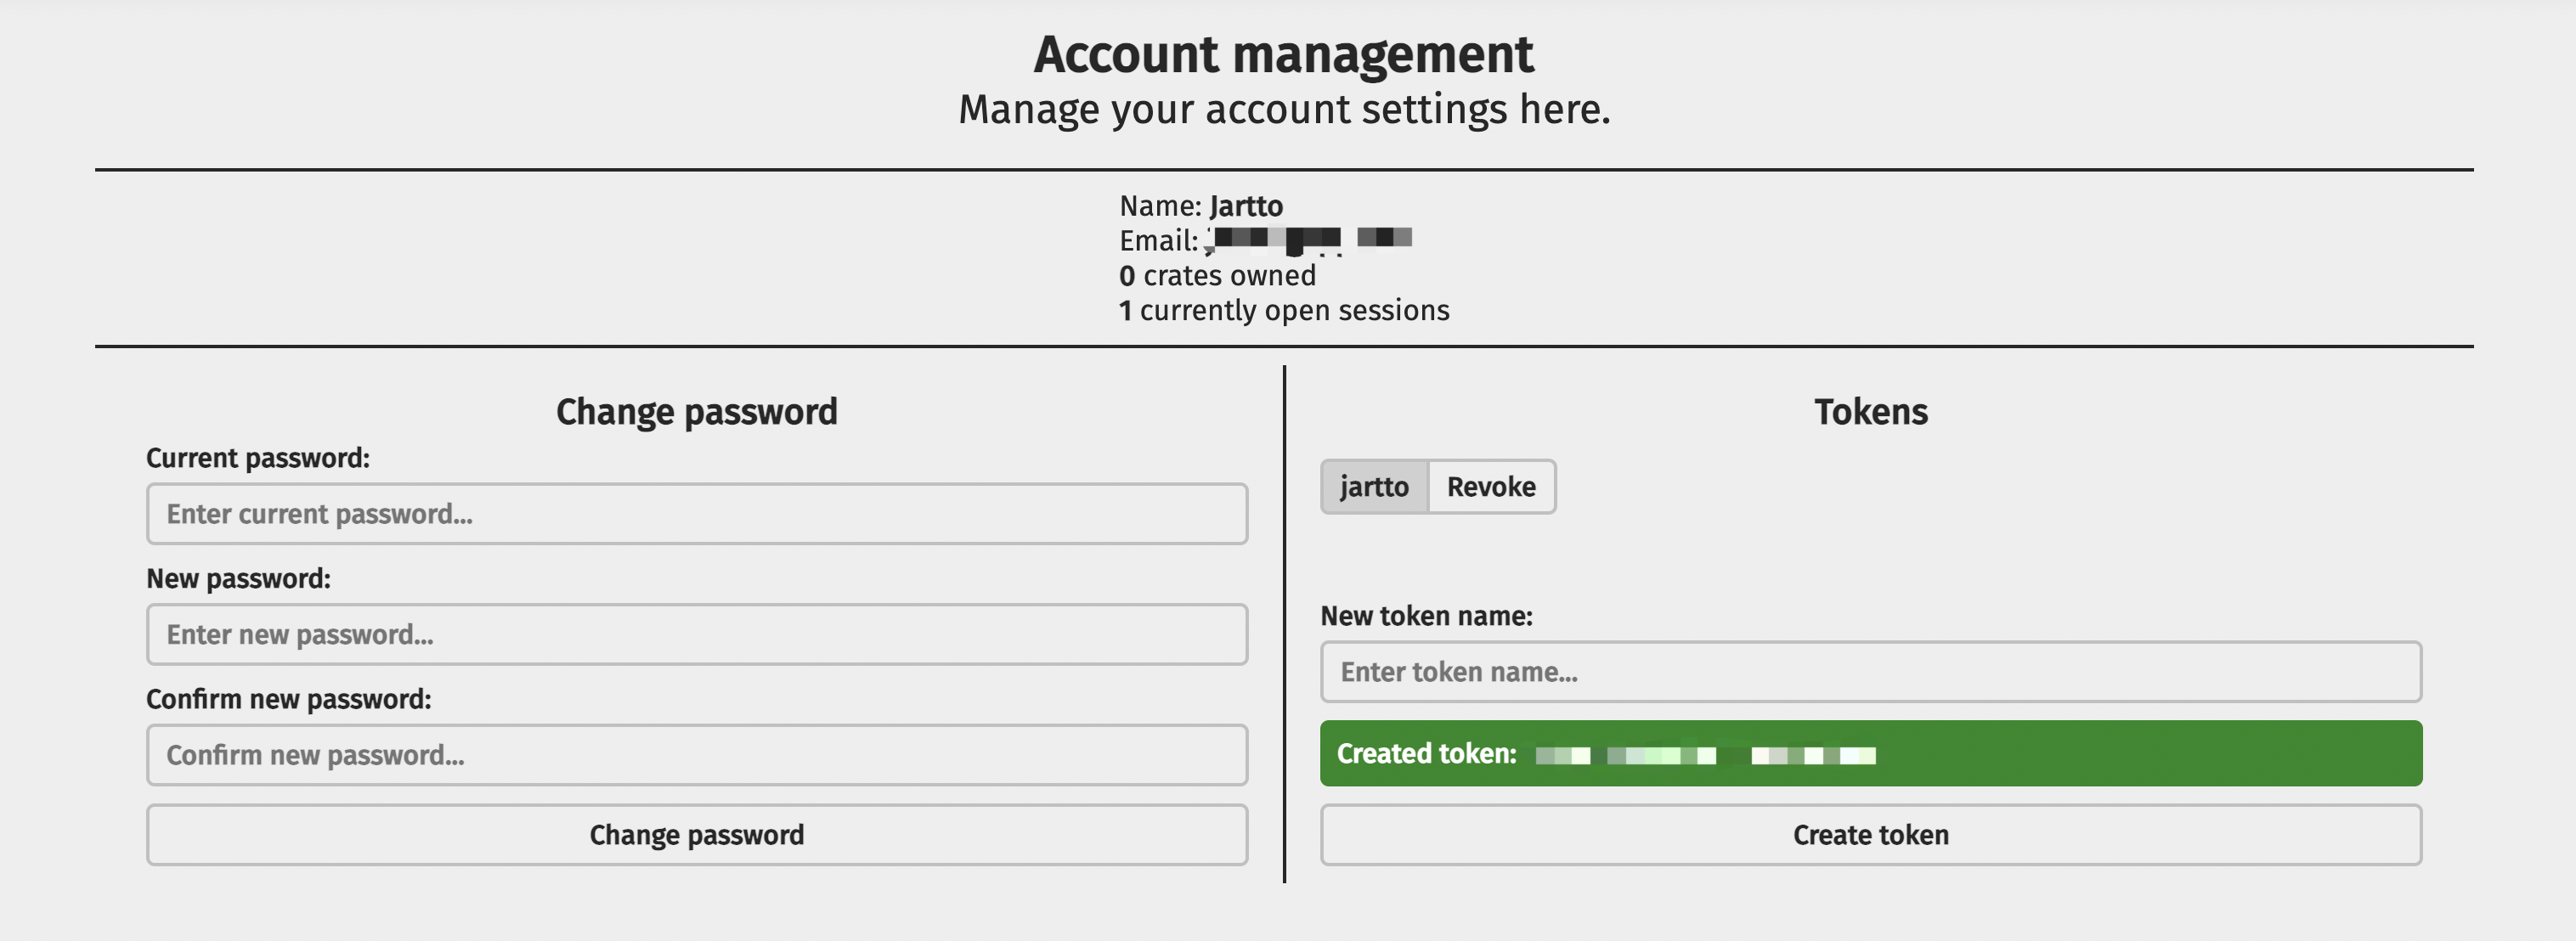 Account management
Manage your account settings here.
Name: Jartto
Email:
0 crates owned
1 currently open sessions
Change password
Current password:
Enter current password...
New password:
Enter new password...
Confirm new password:
Confirm new password...
Change password
Tokens
jartto Revoke
New token name:
Enter token name...
Created token:
Create token